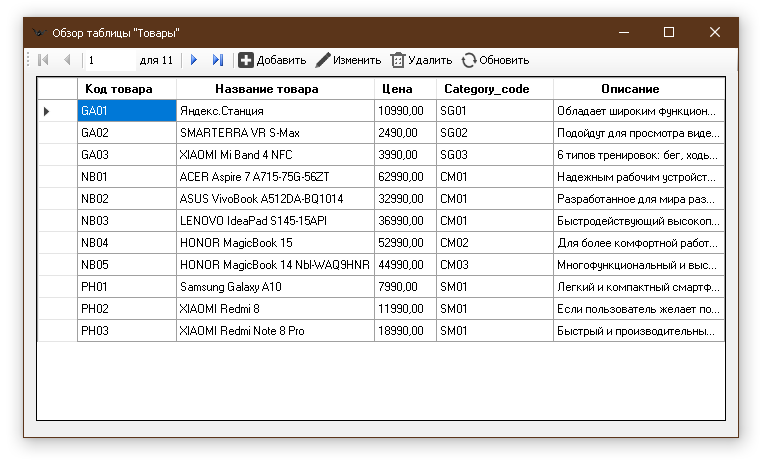 Обзор таблицы "Товары"
1 для 11 Добавить Изменить Удалить Обновить
Код товара Название товара Цена Category_code Описание
GA01 Яндекс.Станция 10990,00 SG01 Обладает широким функцион...
GA02 SMARTERRA VR S-Max 2490,00 SG02 Подойдут для просмотра виде...
GA03 XIAOMI Mi Band 4 NFC 3990,00 SG03 6 типов тренировок: бег, ходь...
NB01 ACER Aspire 7 A715-75G-56ZT 62990,00 CM01 Надежным рабочим устройст...
NB02 ASUS VivoBook A512DA-BQ1014 32990,00 CM01 Разработанное для мира раз...
NB03 LENOVO IdeaPad S145-15API 36990,00 CM01 Быстродействующий высокоп...
NB04 HONOR MagicBook 15 52990,00 CM02 Для более комфортной работ...
NB05 HONOR MagicBook 14 Nbl-WAQ9HNR 44990,00 CM03 Многофункциональный и выс...
PH01 Samsung Galaxy A10 7990,00 SM01 Легкий и компактный смартф...
PH02 XIAOMI Redmi 8 11990,00 SM01 Если пользователь желает по...
PH03 XIAOMI Redmi Note 8 Pro 18990,00 SM01 Быстрый и производительны...